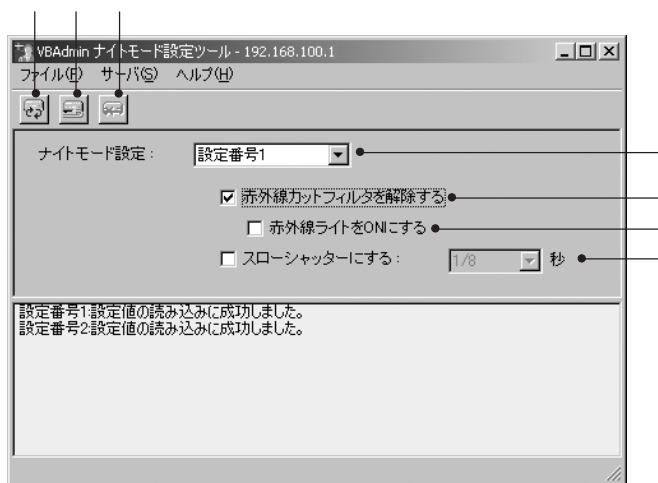 VBAdmin ナイトモード設定ツール - 192.168.100.1
ファイル(F) サーバ(S) ヘルプ(H)
ナイトモード設定: 設定番号1
赤外線カットフィルタを解除する
赤外線ライトをONにする
スローシャッターにする: 1/8 秒
設定番号1:設定値の読み込みに成功しました。
設定番号2:設定値の読み込みに成功しました。